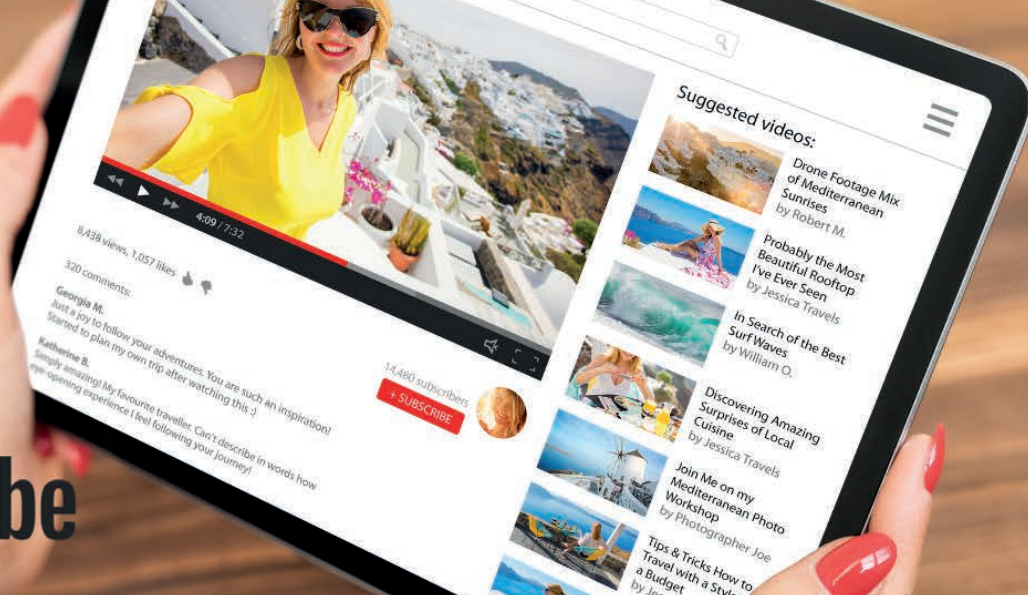 4:09 / 7:32
8,438 views, 1,057 likes
320 comments:
Georgia M.
Just a joy to follow your adventures. You are such an inspiration!
Started to plan my own trip after watching this :)
Katherine B.
Simply amazing! My favourite traveller. Can't describe in words how
eye-opening experience I feel following your journey!
14,460 subscribers
+ SUBSCRIBE
Suggested videos:
Drone Footage Mix
of Mediterranean
Sunrises
by Robert M.
Probably the Most
Beautiful Rooftop
I've Ever Seen
by Jessica Travels
In Search of the Best
Surf Waves
by William O.
Discovering Amazing
Surprises of Local
Cuisine
by Jessica Travels
Join Me on my
Mediterranean Photo
Workshop
by Photographer Joe
Tips & Tricks How to
Travel with a
a Budget
by
be